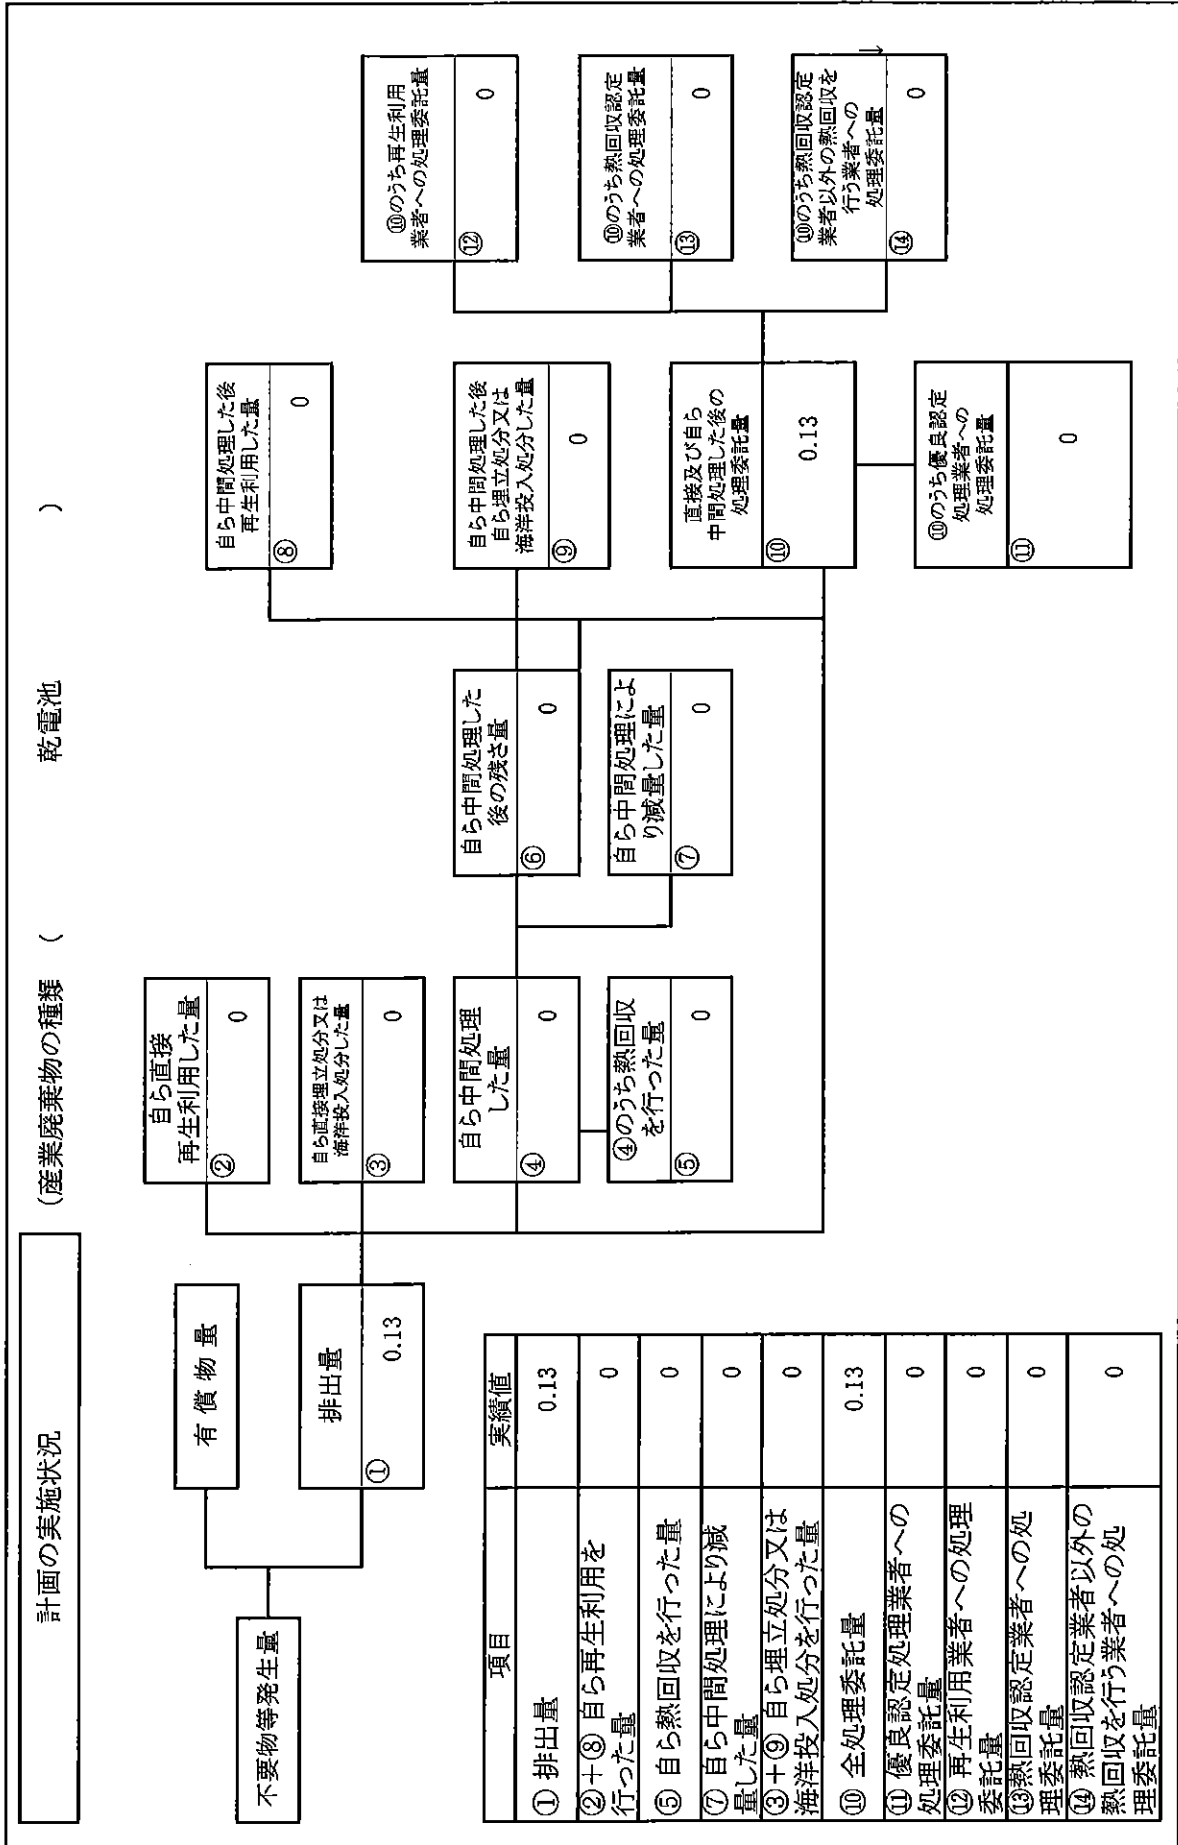 計画の実施状況
(産業廃棄物の種類 ( 乾電池 )
不要物等発生量
有償物量
排出量
① 0.13
自ら直接
再生利用した量
② 0
自ら直接埋立処分又は
海洋投入処分した量
③ 0
自ら中間処理
した量
④ 0
④のうち熱回収
を行った量
⑤ 0
自ら中間処理した
後の残さ量
⑥ 0
自ら中間処理によ
り減量した量
⑦ 0
自ら中間処理した後
再生利用した量
⑧ 0
自ら中間処理した後
自ら埋立処分又は
海洋投入処分した量
⑨ 0
直接及び自ら
中間処理した後の
処理委託量
⑩ 0.13
⑩のうち優良認定
処理業者への
処理委託量
⑪ 0
⑩のうち再生利用
業者への処理委託量
⑫ 0
⑩のうち熱回収認定
業者への処理委託量
⑬ 0
⑩のうち熱回収認定
業者以外の熱回収を
行う業者への
処理委託量
⑭ 0
項目 実績値
① 排出量 0.13
②+⑧ 自ら再生利用を
行った量 0
⑤ 自ら熱回収を行った量 0
⑦ 自ら中間処理により減
量した量 0
③+⑨ 自ら埋立処分又は
海洋投入処分を行った量 0
⑩ 全処理委託量 0.13
⑪ 優良認定処理業者への
処理委託量 0
⑫ 再生利用業者への処理
委託量 0
⑬熱回収認定業者への処
理委託量 0
⑭ 熱回収認定業者以外の
熱回収を行う業者への処
理委託量 0